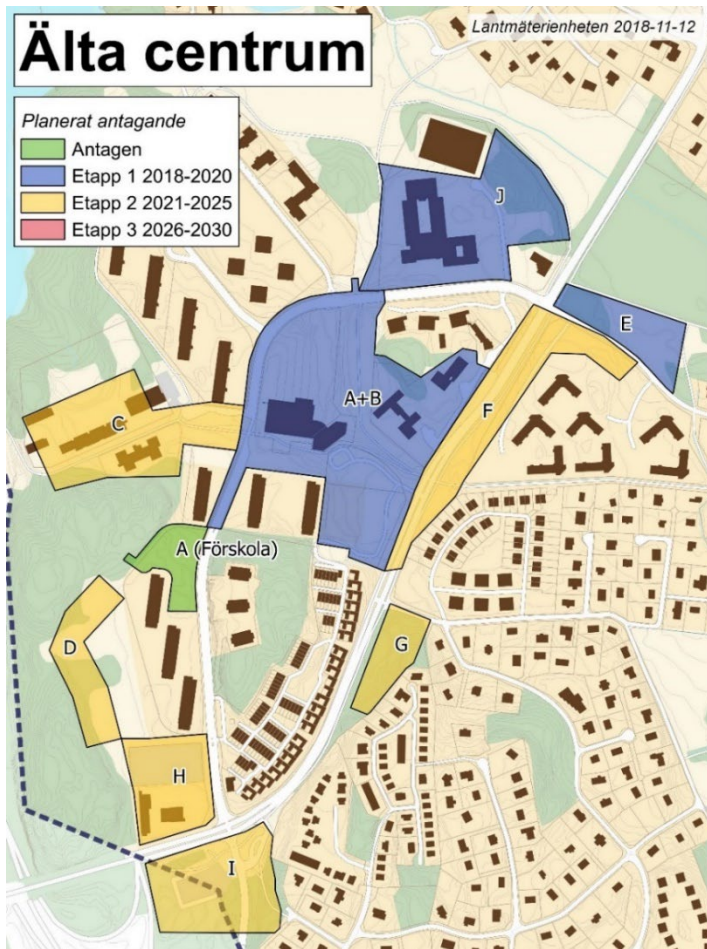 Älta centrum
Lantmäterienheten 2018-11-12
Planerat antagande
Antagen
Etapp 1 2018-2020
Etapp 2 2021-2025
Etapp 3 2026-2030
J
E
A+B
F
C
A (Förskola)
D
G
H
I